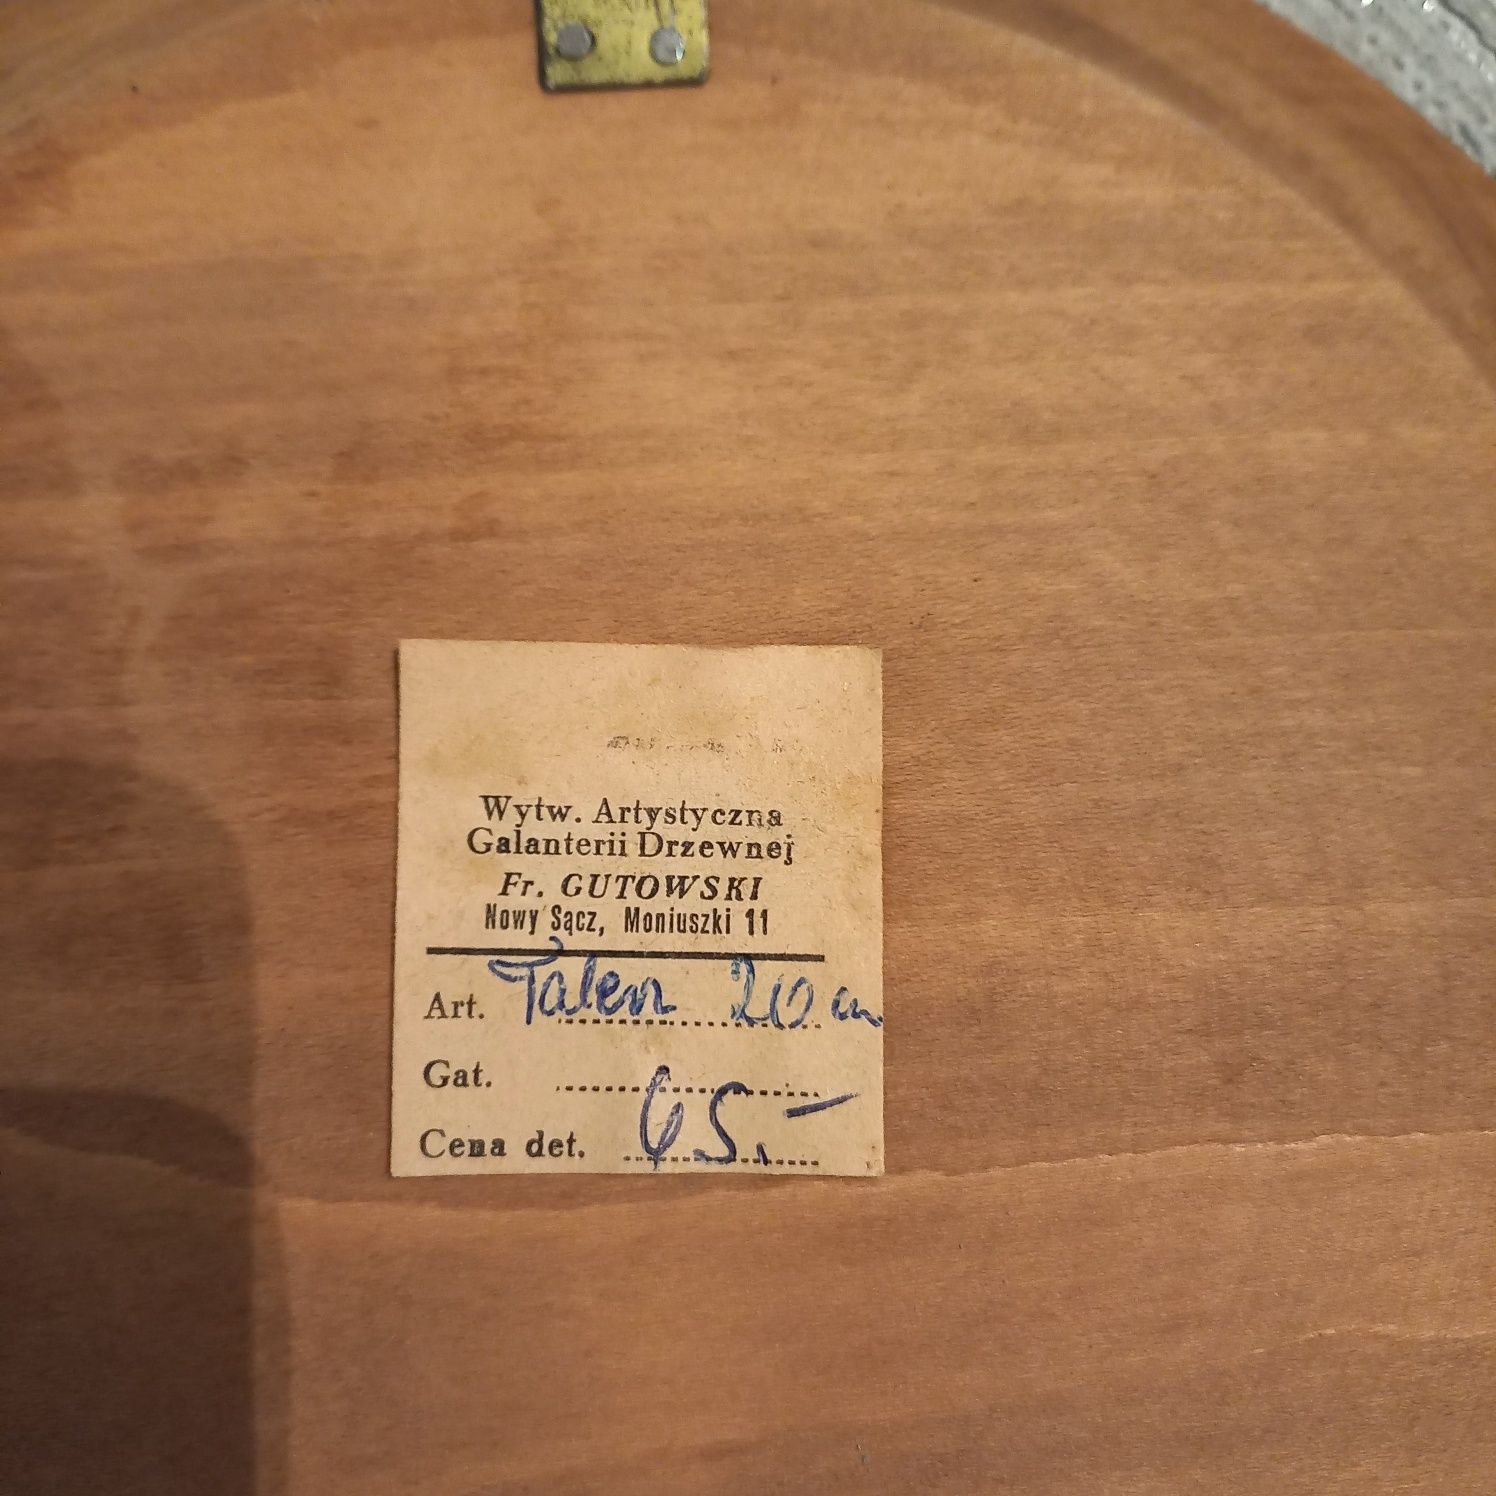 Wytw. Artystyczna
Galanterii Drzewnej
Fr. GUTOWSKI
Nowy Sącz, Moniuszki 11
Art. Talerz 20 cm
Gat.
Cena det. 65.-